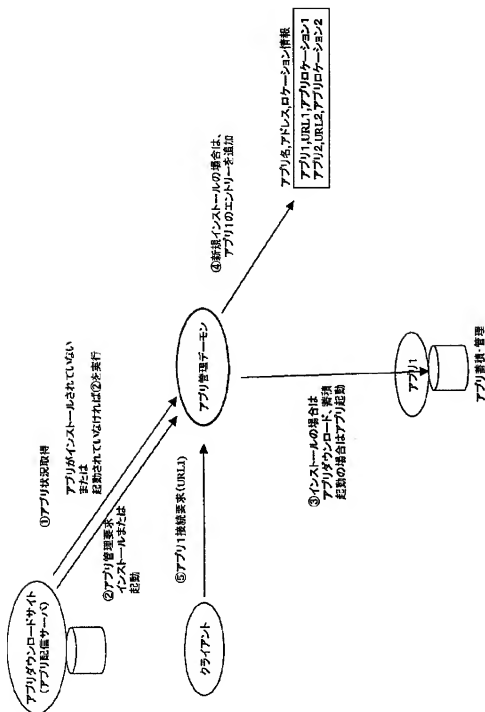 アプリダウンロードサイト
(アプリ配信サーバ)
①アプリ状況取得
アプリがインストールされていない
または
起動されていなければ②を実行
②アプリ管理要求
インストールまたは
起動
クライアント
⑤アプリ1接続要求(URL1)
アプリ管理デーモン
④新規インストールの場合は、
アプリ1のエントリーを追加
アプリ名,アドレス,ロケーション情報
アプリ1,URL1,アプリロケーション1
アプリ2,URL2,アプリロケーション2
③インストールの場合は
アプリダウンロード、蓄積
起動の場合はアプリ起動
アプリ1
アプリ蓄積・管理